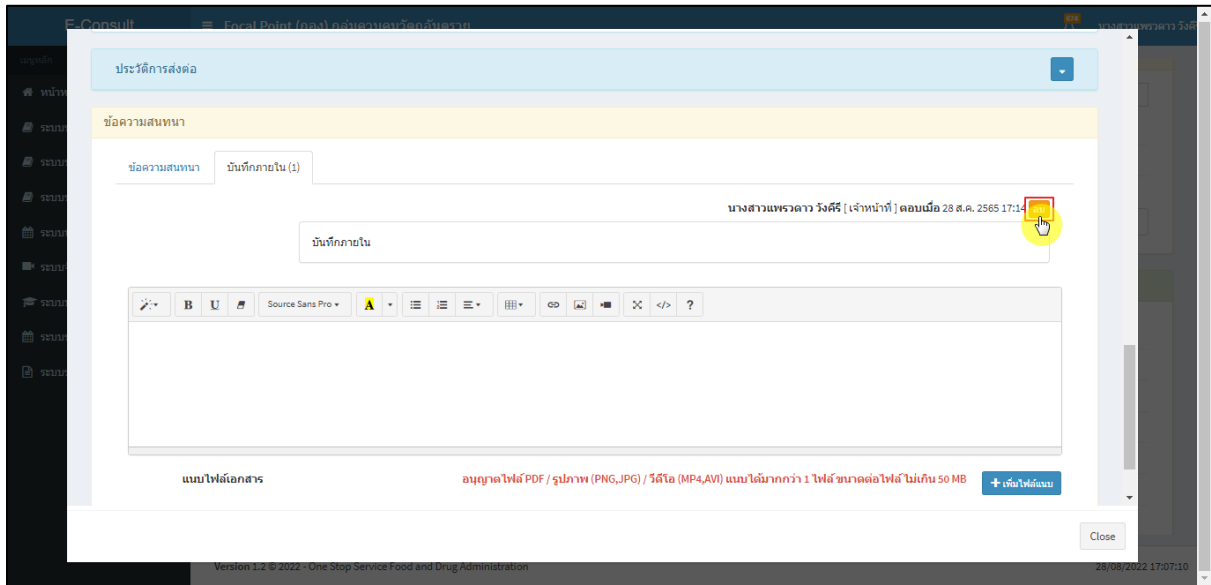 E-Consult
Focal Point (กอง) กลุ่มควบคุมวัตถุอันตราย
674
นางสาวแพรวดาว วังคีรี
เมนูหลัก
ประวัติการส่งต่อ
ข้อความสนทนา
ข้อความสนทนา
บันทึกภายใน (1)
นางสาวแพรวดาว วังคีรี [ เจ้าหน้าที่ ] ตอบเมื่อ 28 ส.ค. 2565 17:14
ลบ
บันทึกภายใน
B U Source Sans Pro A </> ?
แนบไฟล์เอกสาร
อนุญาตไฟล์ PDF / รูปภาพ (PNG,JPG) / วีดีโอ (MP4,AVI) แนบได้มากกว่า 1 ไฟล์ ขนาดต่อไฟล์ ไม่เกิน 50 MB
+ เพิ่มไฟล์แนบ
Close
Version 1.2 © 2022 - One Stop Service Food and Drug Administration
28/08/2022 17:07:10